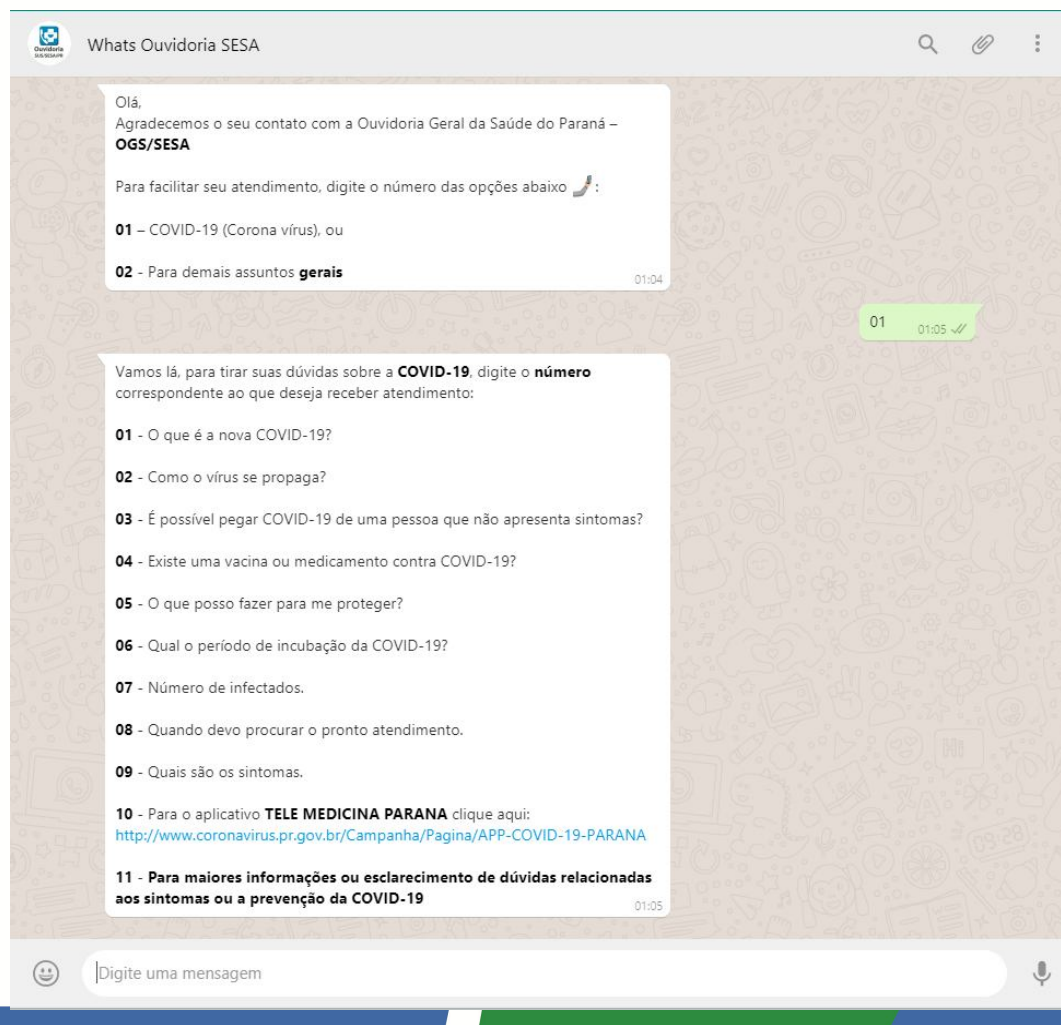 Ouvidoria
SUS/SESA/PR
Whats Ouvidoria SESA
Olá,
Agradecemos o seu contato com a Ouvidoria Geral da Saúde do Paraná –
OGS/SESA
Para facilitar seu atendimento, digite o número das opções abaixo :
01 – COVID-19 (Corona vírus), ou
02 - Para demais assuntos gerais
01:04
01
01:05
Vamos lá, para tirar suas dúvidas sobre a COVID-19, digite o número
correspondente ao que deseja receber atendimento:
01 - O que é a nova COVID-19?
02 - Como o vírus se propaga?
03 - É possível pegar COVID-19 de uma pessoa que não apresenta sintomas?
04 - Existe uma vacina ou medicamento contra COVID-19?
05 - O que posso fazer para me proteger?
06 - Qual o período de incubação da COVID-19?
07 - Número de infectados.
08 - Quando devo procurar o pronto atendimento.
09 - Quais são os sintomas.
10 - Para o aplicativo TELE MEDICINA PARANA clique aqui:
http://www.coronavirus.pr.gov.br/Campanha/Pagina/APP-COVID-19-PARANA
11 - Para maiores informações ou esclarecimento de dúvidas relacionadas
aos sintomas ou a prevenção da COVID-19
01:05
Digite uma mensagem